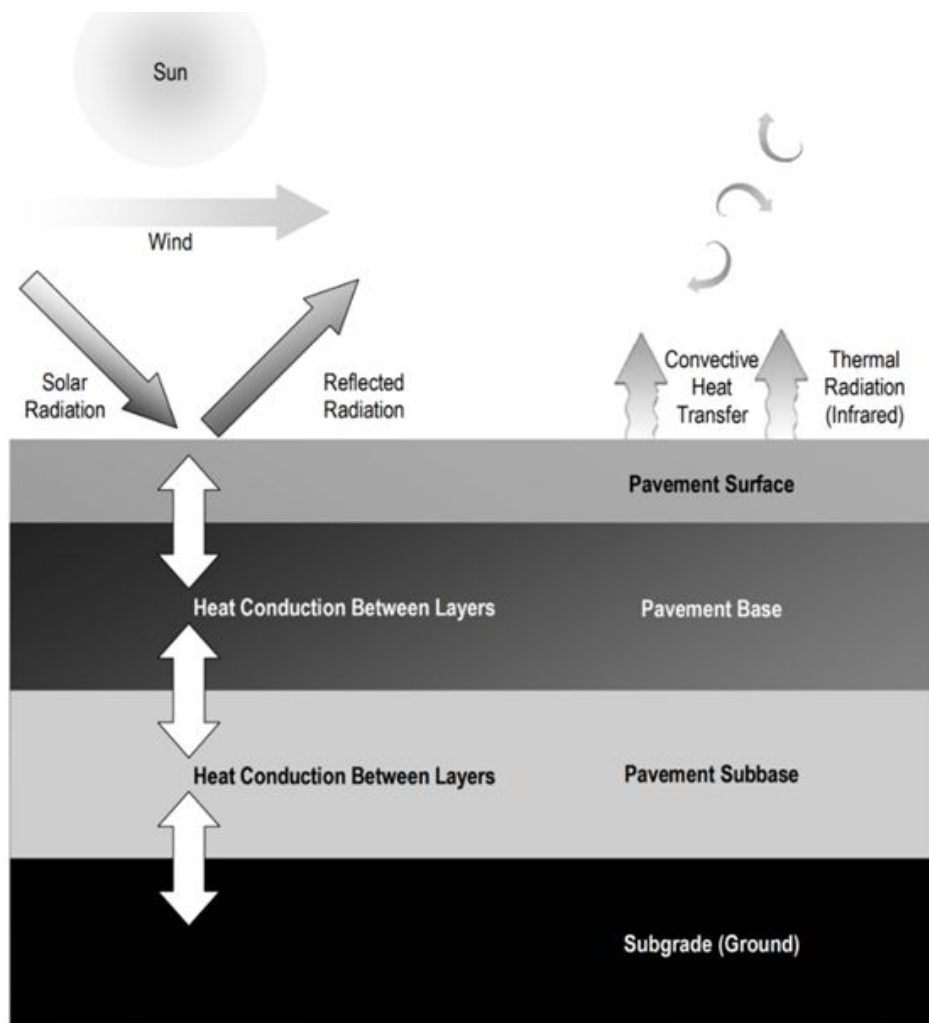 Sun
Wind
Solar
Radiation
Reflected
Radiation
Convective
Heat
Transfer
Thermal
Radiation
(Infrared)
Pavement Surface
Heat Conduction Between Layers
Pavement Base
Heat Conduction Between Layers
Pavement Subbase
Subgrade (Ground)